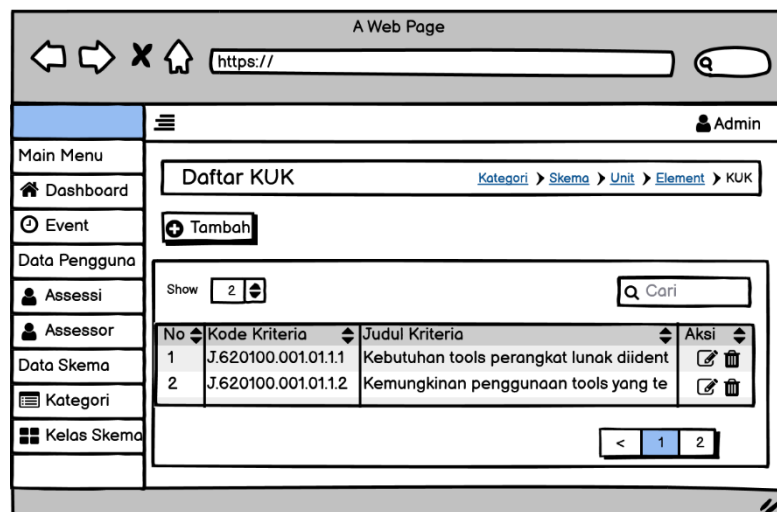 A Web Page
https://
Admin
Main Menu
Dashboard
Event
Data Pengguna
Assessi
Assessor
Data Skema
Kategori
Kelas Skema
Daftar KUK
Kategori > Skema > Unit > Element > KUK
Tambah
Show 2 Cari
No Kode Kriteria Judul Kriteria Aksi
1 J.620100.001.01.1.1 Kebutuhan tools perangkat lunak diident
2 J.620100.001.01.1.2 Kemungkinan penggunaan tools yang te
< 1 2